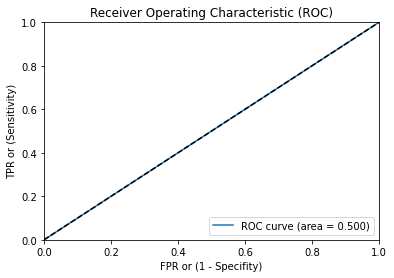 Receiver Operating Characteristic (ROC)
TPR or (Sensitivity)
1.0
0.8
0.6
0.4
0.2
0.0
ROC curve (area = 0.500)
0.0 0.2 0.4 0.6 0.8 1.0
FPR or (1 - Specifity)